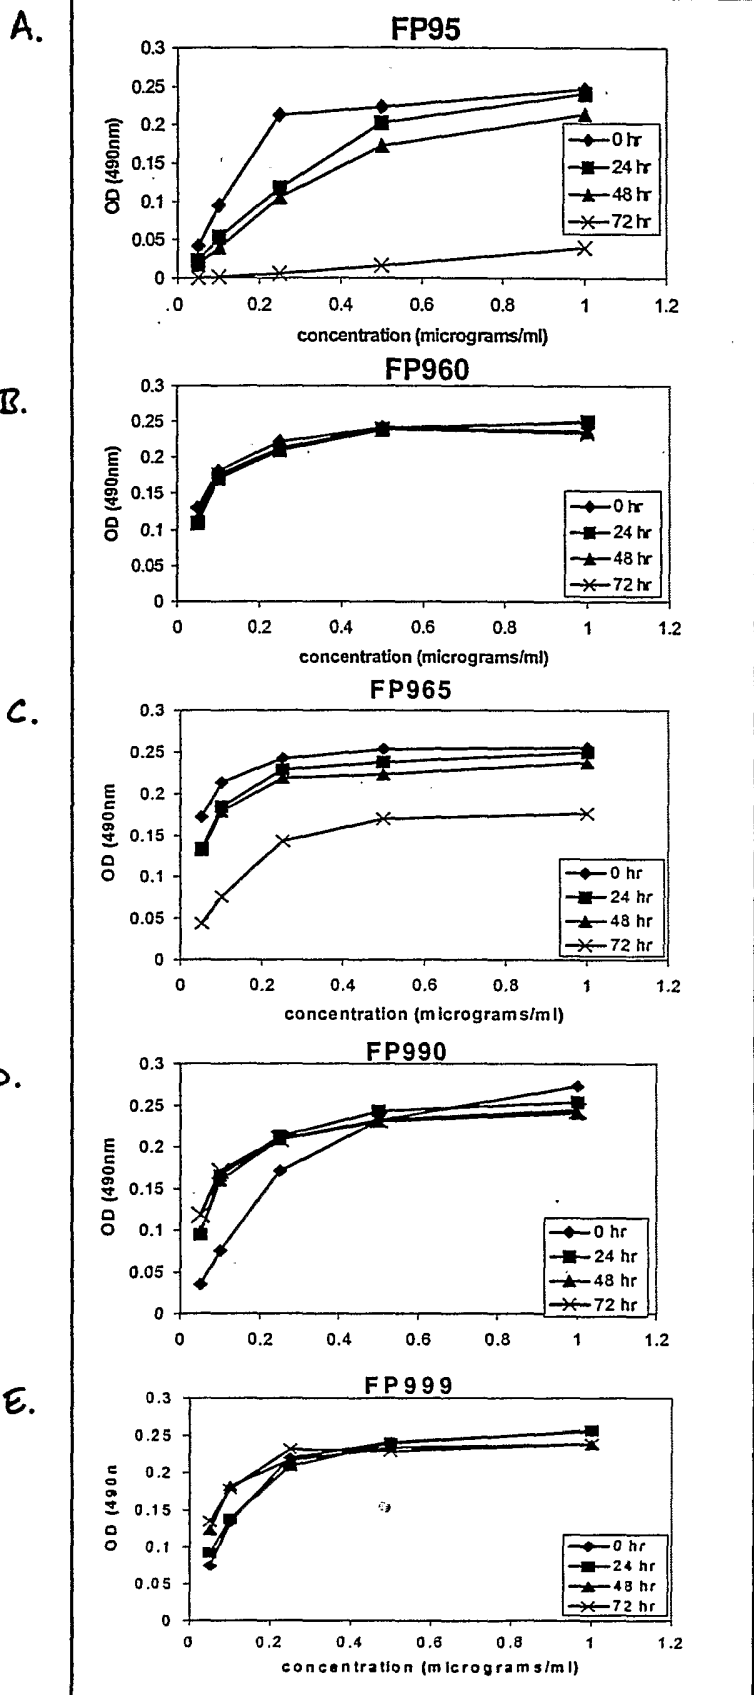 A.
FP95
0.3
0.25
0.2
0.15
0.1
0.05
0
OD (490nm)
0 hr
24 hr
48 hr
72 hr
.0 0.2 0.4 0.6 0.8 1 1.2
concentration (micrograms/ml)
B.
FP960
0.3
0.25
0.2
0.15
0.1
0.05
0
OD (490nm)
0 hr
24 hr
48 hr
72 hr
0 0.2 0.4 0.6 0.8 1 1.2
concentration (micrograms/ml)
C.
FP965
0.3
0.25
0.2
0.15
0.1
0.05
0
OD (490nm
0 hr
24 hr
48 hr
72 hr
0 0.2 0.4 0.6 0.8 1 1.2
concentration (micrograms/ml)
D.
FP990
0.3
0.25
0.2
0.15
0.1
0.05
0
OD (490nm
0 hr
24 hr
48 hr
72 hr
0 0.2 0.4 0.6 0.8 1 1.2
E.
FP999
0.3
0.25
0.2
0.15
0.1
0.05
0
OD (490n
0 hr
24 hr
48 hr
72 hr
0 0.2 0.4 0.6 0.8 1 1.2
concentration (micrograms/ml)